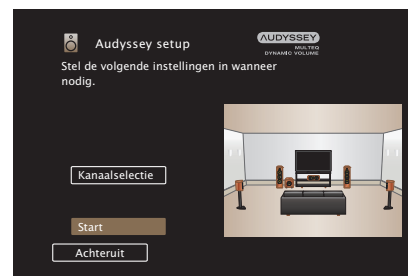 Audyssey setup
AUDYSSEY
MULTEQ
DYNAMIC VOLUME
Stel de volgende instellingen in wanneer
nodig.
Kanaalselectie
Start
Achteruit